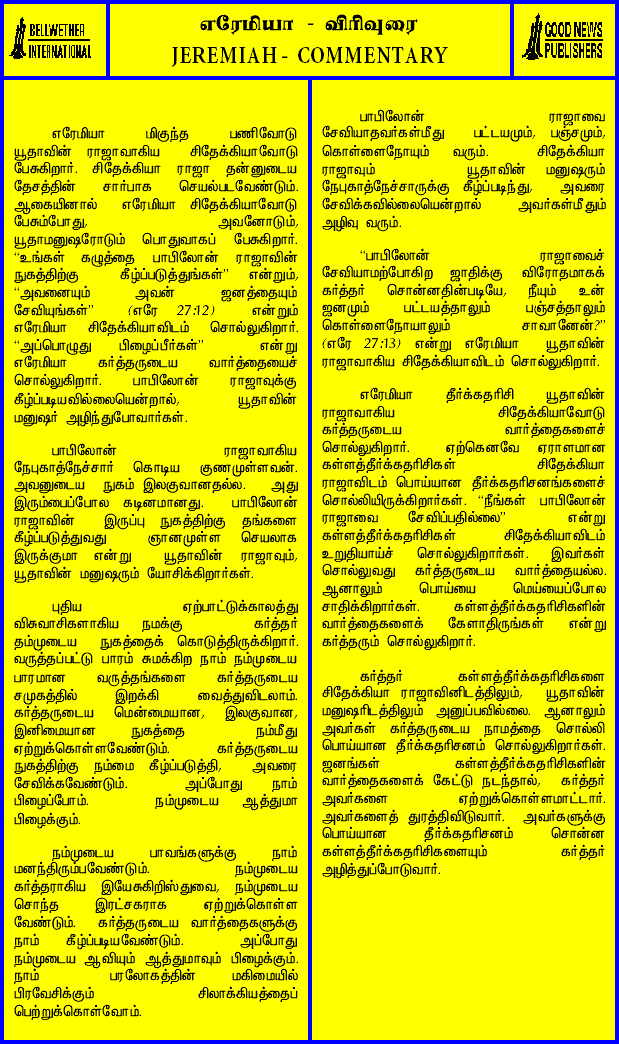 BELLWETHER
INTERNATIONAL
எரேமியா - விரிவுரை
JEREMIAH - COMMENTARY
GOOD NEWS
PUBLISHERS
எரேமியா மிகுந்த பணிவோடு
யூதாவின் ராஜாவாகிய சிதேக்கியாவோடு
பேசுகிறார். சிதேக்கியா ராஜா தன்னுடைய
தேசத்தின் சார்பாக செயல்படவேண்டும்.
ஆகையினால் எரேமியா சிதேக்கியாவோடு
பேசும்போது, அவனோடும்,
யூதாமனுஷரோடும் பொதுவாகப் பேசுகிறார்.
“உங்கள் கழுத்தை பாபிலோன் ராஜாவின்
நுகத்திற்கு கீழ்ப்படுத்துங்கள்” என்றும்,
“அவனையும் அவன் ஜனத்தையும்
சேவியுங்கள்” (எரே 27:12) என்றும்
எரேமியா சிதேக்கியாவிடம் சொல்லுகிறார்.
“அப்பொழுது பிழைப்பீர்கள்” என்று
எரேமியா கர்த்தருடைய வார்த்தையைச்
சொல்லுகிறார். பாபிலோன் ராஜாவுக்கு
கீழ்ப்படியவில்லையென்றால், யூதாவின்
மனுஷர் அழிந்துபோவார்கள்.
பாபிலோன் ராஜாவாகிய
நேபுகாத்நேச்சார் கொடிய குணமுள்ளவன்.
அவனுடைய நுகம் இலகுவானதல்ல. அது
இரும்பைப்போல கடினமானது. பாபிலோன்
ராஜாவின் இருப்பு நுகத்திற்கு தங்களை
கீழ்ப்படுத்துவது ஞானமுள்ள செயலாக
இருக்குமா என்று யூதாவின் ராஜாவும்,
யூதாவின் மனுஷரும் யோசிக்கிறார்கள்.
புதிய ஏற்பாட்டுக்காலத்து
விசுவாசிகளாகிய நமக்கு கர்த்தர்
தம்முடைய நுகத்தைக் கொடுத்திருக்கிறார்.
வருத்தப்பட்டு பாரம் சுமக்கிற நாம் நம்முடைய
பாரமான வருத்தங்களை கர்த்தருடைய
சமுகத்தில் இறக்கி வைத்துவிடலாம்.
கர்த்தருடைய மென்மையான, இலகுவான,
இனிமையான நுகத்தை நம்மீது
ஏற்றுக்கொள்ளவேண்டும். கர்த்தருடைய
நுகத்திற்கு நம்மை கீழ்ப்படுத்தி, அவரை
சேவிக்கவேண்டும். அப்போது நாம்
பிழைப்போம். நம்முடைய ஆத்துமா
பிழைக்கும்.
நம்முடைய பாவங்களுக்கு நாம்
மனந்திரும்பவேண்டும். நம்முடைய
கர்த்தராகிய இயேசுகிறிஸ்துவை, நம்முடைய
சொந்த இரட்சகராக ஏற்றுக்கொள்ள
வேண்டும். கர்த்தருடைய வார்த்தைகளுக்கு
நாம் கீழ்ப்படியவேண்டும். அப்போது
நம்முடைய ஆவியும் ஆத்துமாவும் பிழைக்கும்.
நாம் பரலோகத்தின் மகிமையில்
பிரவேசிக்கும் சிலாக்கியத்தைப்
பெற்றுக்கொள்வோம்.
பாபிலோன் ராஜாவை
சேவியாதவர்கள்மீது பட்டயமும், பஞ்சமும்,
கொள்ளைநோயும் வரும். சிதேக்கியா
ராஜாவும் யூதாவின் மனுஷரும்
நேபுகாத்நேச்சாருக்கு கீழ்ப்படிந்து, அவரை
சேவிக்கவில்லையென்றால் அவர்கள்மீதும்
அழிவு வரும்.
“பாபிலோன் ராஜாவைச்
சேவியாமற்போகிற ஜாதிக்கு விரோதமாகக்
கர்த்தர் சொன்னதின்படியே, நீயும் உன்
ஜனமும் பட்டயத்தாலும் பஞ்சத்தாலும்
கொள்ளைநோயாலும் சாவானேன்?”
(எரே 27:13) என்று எரேமியா யூதாவின்
ராஜாவாகிய சிதேக்கியாவிடம் சொல்லுகிறார்.
எரேமியா தீர்க்கதரிசி யூதாவின்
ராஜாவாகிய சிதேக்கியாவோடு
கர்த்தருடைய வார்த்தைகளைச்
சொல்லுகிறார். ஏற்கெனவே ஏராளமான
கள்ளத்தீர்க்கதரிசிகள் சிதேக்கியா
ராஜாவிடம் பொய்யான தீர்க்கதரிசனங்களைச்
சொல்லியிருக்கிறார்கள். “நீங்கள் பாபிலோன்
ராஜாவை சேவிப்பதில்லை” என்று
கள்ளத்தீர்க்கதரிசிகள் சிதேக்கியாவிடம்
உறுதியாய்ச் சொல்லுகிறார்கள். இவர்கள்
சொல்லுவது கர்த்தருடைய வார்த்தையல்ல.
ஆனாலும் பொய்யை மெய்யைப்போல
சாதிக்கிறார்கள். கள்ளத்தீர்க்கதரிசிகளின்
வார்த்தைகளைக் கேளாதிருங்கள் என்று
கர்த்தரும் சொல்லுகிறார்.
கர்த்தர் கள்ளத்தீர்க்கதரிசிகளை
சிதேக்கியா ராஜாவினிடத்திலும், யூதாவின்
மனுஷரிடத்திலும் அனுப்பவில்லை. ஆனாலும்
அவர்கள் கர்த்தருடைய நாமத்தை சொல்லி
பொய்யான தீர்க்கதரிசனம் சொல்லுகிறார்கள்.
ஜனங்கள் கள்ளத்தீர்க்கதரிசிகளின்
வார்த்தைகளைக் கேட்டு நடந்தால், கர்த்தர்
அவர்களை ஏற்றுக்கொள்ளமாட்டார்.
அவர்களைத் துரத்திவிடுவார். அவர்களுக்கு
பொய்யான தீர்க்கதரிசனம் சொன்ன
கள்ளத்தீர்க்கதரிசிகளையும் கர்த்தர்
அழித்துப்போடுவார்.